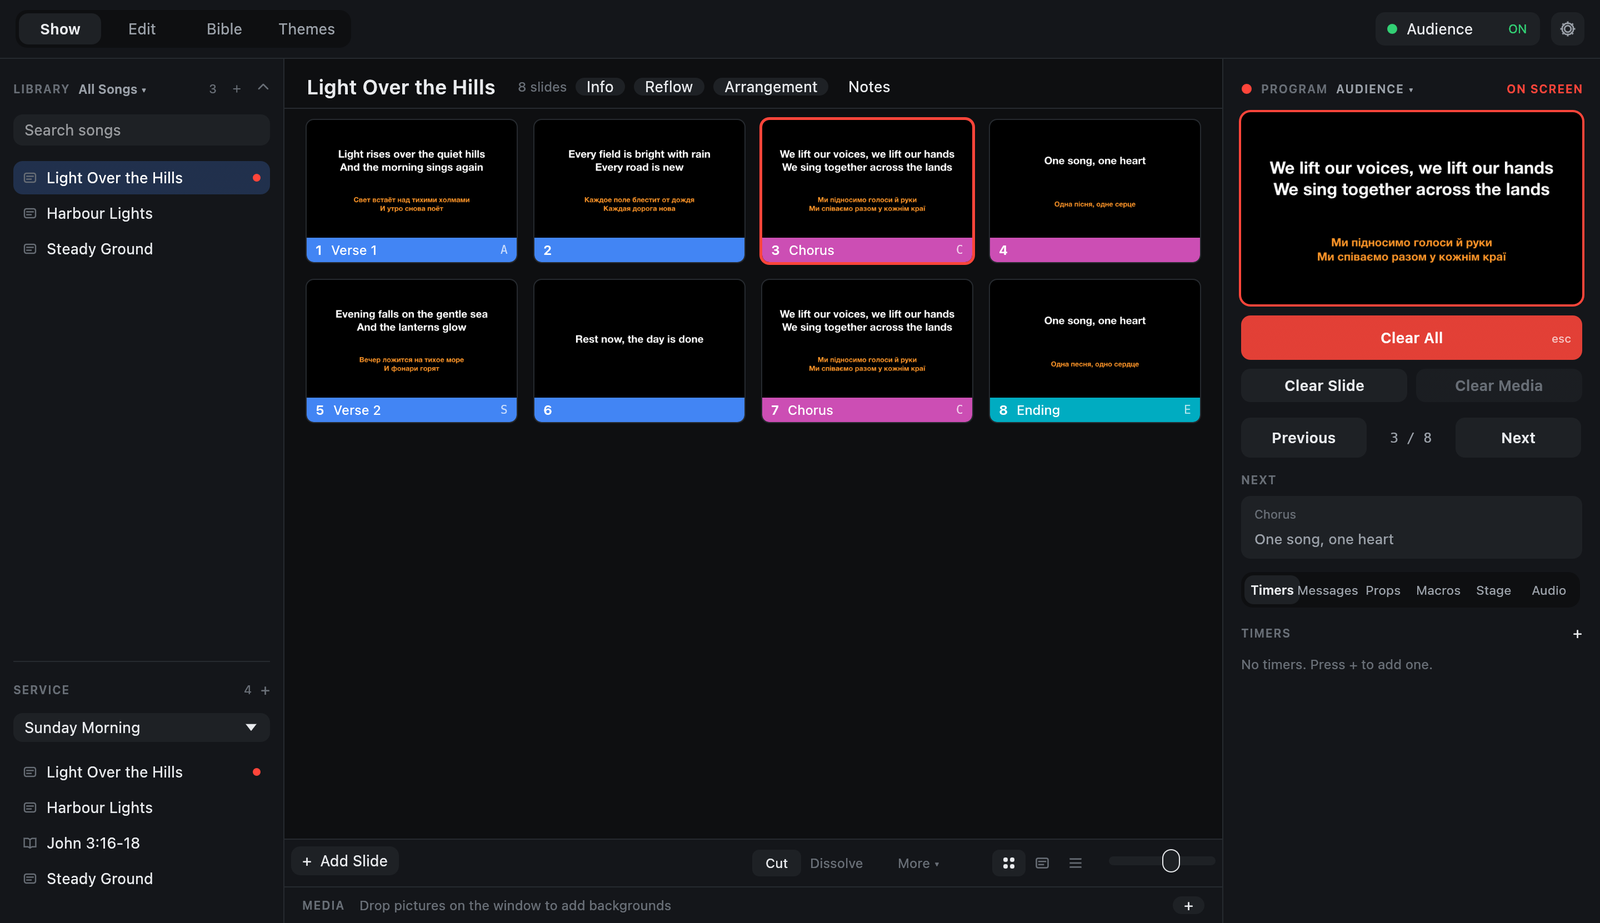 Show Edit Bible Themes
Audience ON
LIBRARY All Songs ▾ 3 +
Search songs
Light Over the Hills
Harbour Lights
Steady Ground
SERVICE 4 +
Sunday Morning
Light Over the Hills
Harbour Lights
John 3:16-18
Steady Ground
Light Over the Hills 8 slides Info Reflow Arrangement Notes
Light rises over the quiet hills
And the morning sings again
Свет встаёт над тихими холмами
И утро снова поёт
1 Verse 1 A
Every field is bright with rain
Every road is new
Каждое поле блестит от дождя
Каждая дорога нова
2
We lift our voices, we lift our hands
We sing together across the lands
Ми підносимо голоси й руки
Ми співаємо разом у кожнім краї
3 Chorus C
One song, one heart
Одна пісня, одне серце
4
Evening falls on the gentle sea
And the lanterns glow
Вечер ложится на тихое море
И фонари горят
5 Verse 2 S
Rest now, the day is done
6
We lift our voices, we lift our hands
We sing together across the lands
Ми підносимо голоси й руки
Ми співаємо разом у кожнім краї
7 Chorus C
One song, one heart
Одна песня, одно сердце
8 Ending E
+ Add Slide
Cut Dissolve More ▾
MEDIA Drop pictures on the window to add backgrounds +
PROGRAM AUDIENCE ▾ ON SCREEN
We lift our voices, we lift our hands
We sing together across the lands
Ми підносимо голоси й руки
Ми співаємо разом у кожнім краї
Clear All esc
Clear Slide Clear Media
Previous 3 / 8 Next
NEXT
Chorus
One song, one heart
Timers Messages Props Macros Stage Audio
TIMERS +
No timers. Press + to add one.